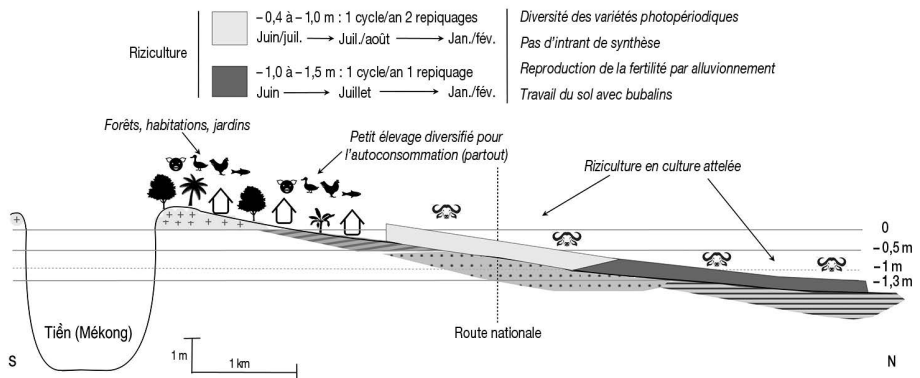 Riziculture
– 0,4 à – 1,0 m : 1 cycle/an 2 repiquages
Juin/juil. Juil./août Jan./fév.
– 1,0 à – 1,5 m : 1 cycle/an 1 repiquage
Juin Juillet Jan./fév.
Diversité des variétés photopériodiques
Pas d'intrant de synthèse
Reproduction de la fertilité par alluvionnement
Travail du sol avec bubalins
Forêts, habitations, jardins
Petit élevage diversifié pour
l'autoconsommation (partout)
Riziculture en culture attelée
0
– 0,5 m
– 1 m
– 1,3 m
Tiền (Mékong)
Route nationale
1 m
1 km
S
N